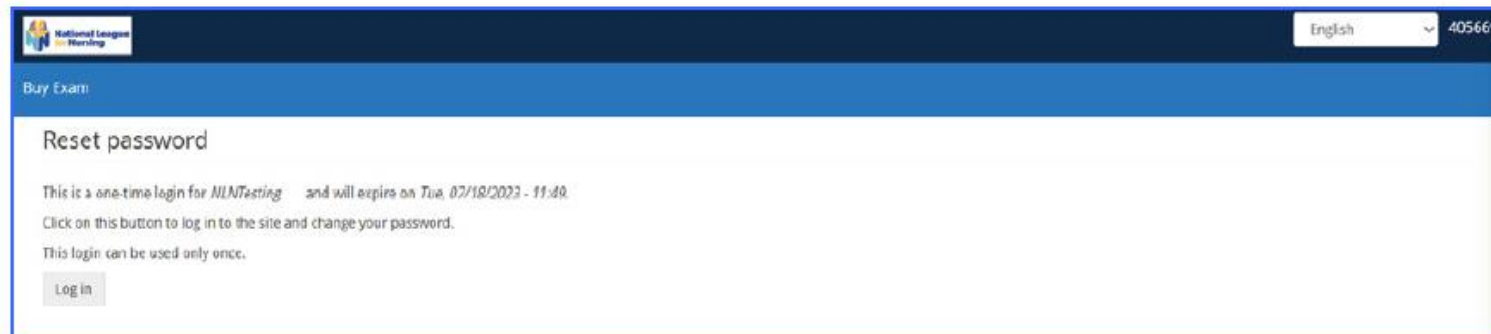 National League
for Nursing
English
40566
Buy Exam
Reset password
This is a one-time login for NLNTesting and will expire on Tue, 07/18/2023 - 11:49.
Click on this button to log in to the site and change your password.
This login can be used only once.
Log in